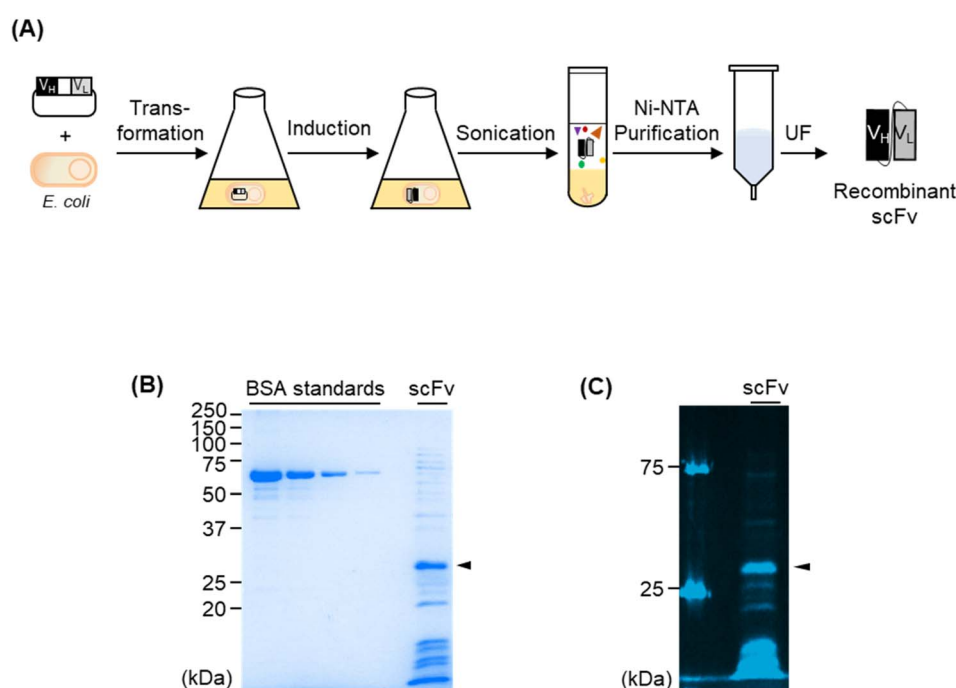 (A)
VH VL
+
E. coli
Trans-
formation
Induction
Sonication
Ni-NTA
Purification
UF
VH VL
Recombinant
scFv
(B)
BSA standards
scFv
250
150
100
75
50
37
25
20
(kDa)
(C)
scFv
75
25
(kDa)